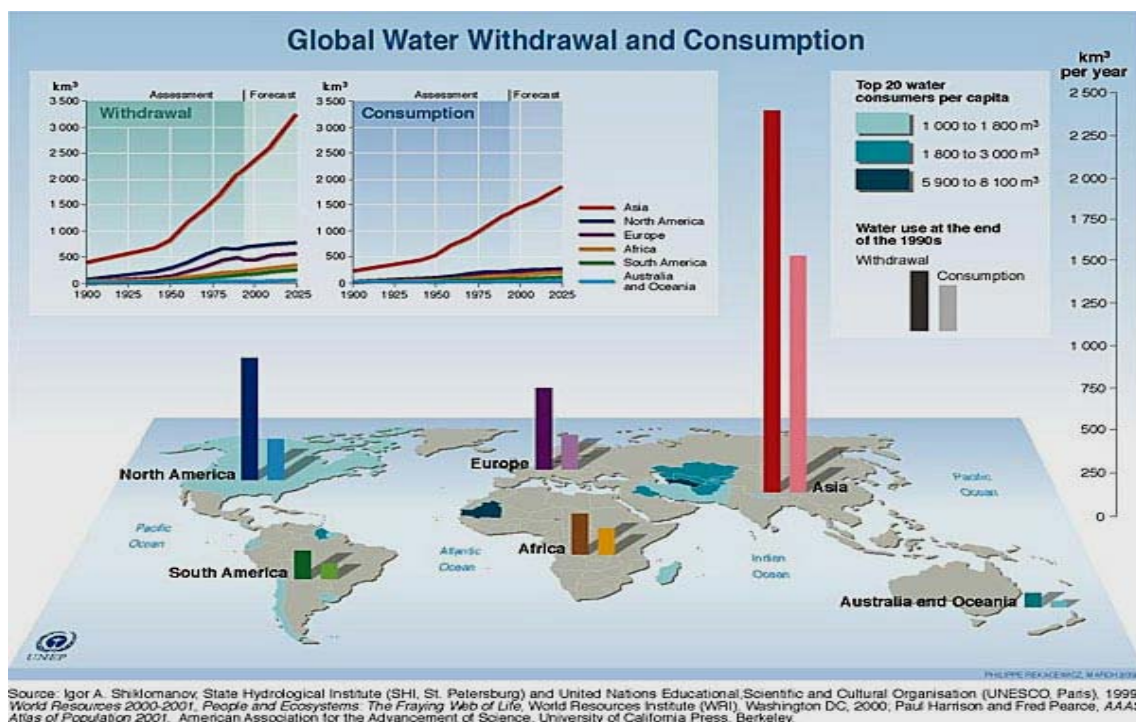 Global Water Withdrawal and Consumption
km³
Assessment
Forecast
3 500
3 000
2 500
2 000
1 500
1 000
500
0
1900 1925 1950 1975 2000 2025
Withdrawal
km³
Assessment
Forecast
3 500
3 000
2 500
2 000
1 500
1 000
500
0
1900 1925 1950 1975 2000 2025
Consumption
Asia
North America
Europe
Africa
South America
Australia
and Oceania
Top 20 water
consumers per capita
1 000 to 1 800 m³
1 800 to 3 000 m³
5 900 to 8 100 m³
Water use at the end
of the 1990s
Withdrawal
Consumption
km³
per year
2 500
2 250
2 000
1 750
1 500
1 250
1 000
750
500
250
0
North America
Europe
Asia
Pacific
Ocean
Pacific
Ocean
Atlantic
Ocean
Africa
Indian
Ocean
South America
Australia and Oceania
UNEP
PHILIPPE REKACEWICZ, MARCH
Source: Igor A. Shiklomanov, State Hydrological Institute (SHI, St. Petersburg) and United Nations Educational,Scientific and Cultural Organisation (UNESCO, Paris), 1999
World Resources 2000-2001, People and Ecosystems: The Fraying Web of Life, World Resources Institute (WRI), Washington DC, 2000; Paul Harrison and Fred Pearce, AAAS
Atlas of Population 2001, American Association for the Advancement of Science, University of California Press, Berkeley.